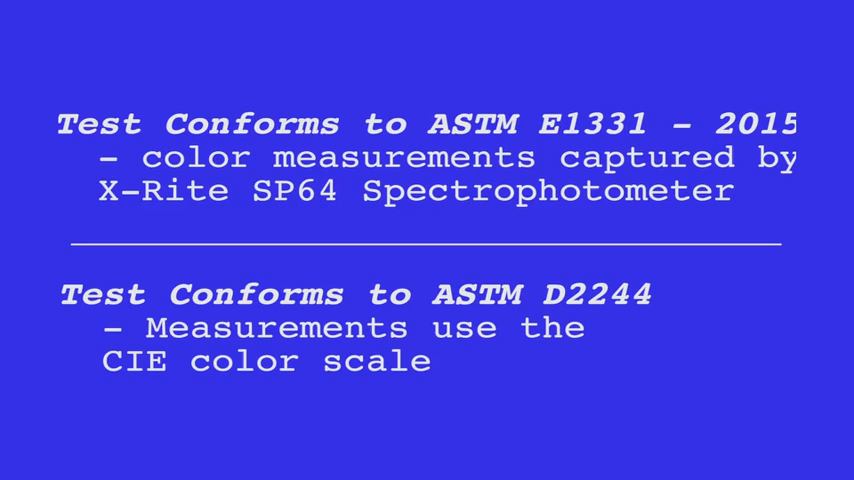 Test Conforms to ASTM E1331 - 2015
- color measurements captured by
X-Rite SP64 Spectrophotometer
Test Conforms to ASTM D2244
- Measurements use the
CIE color scale